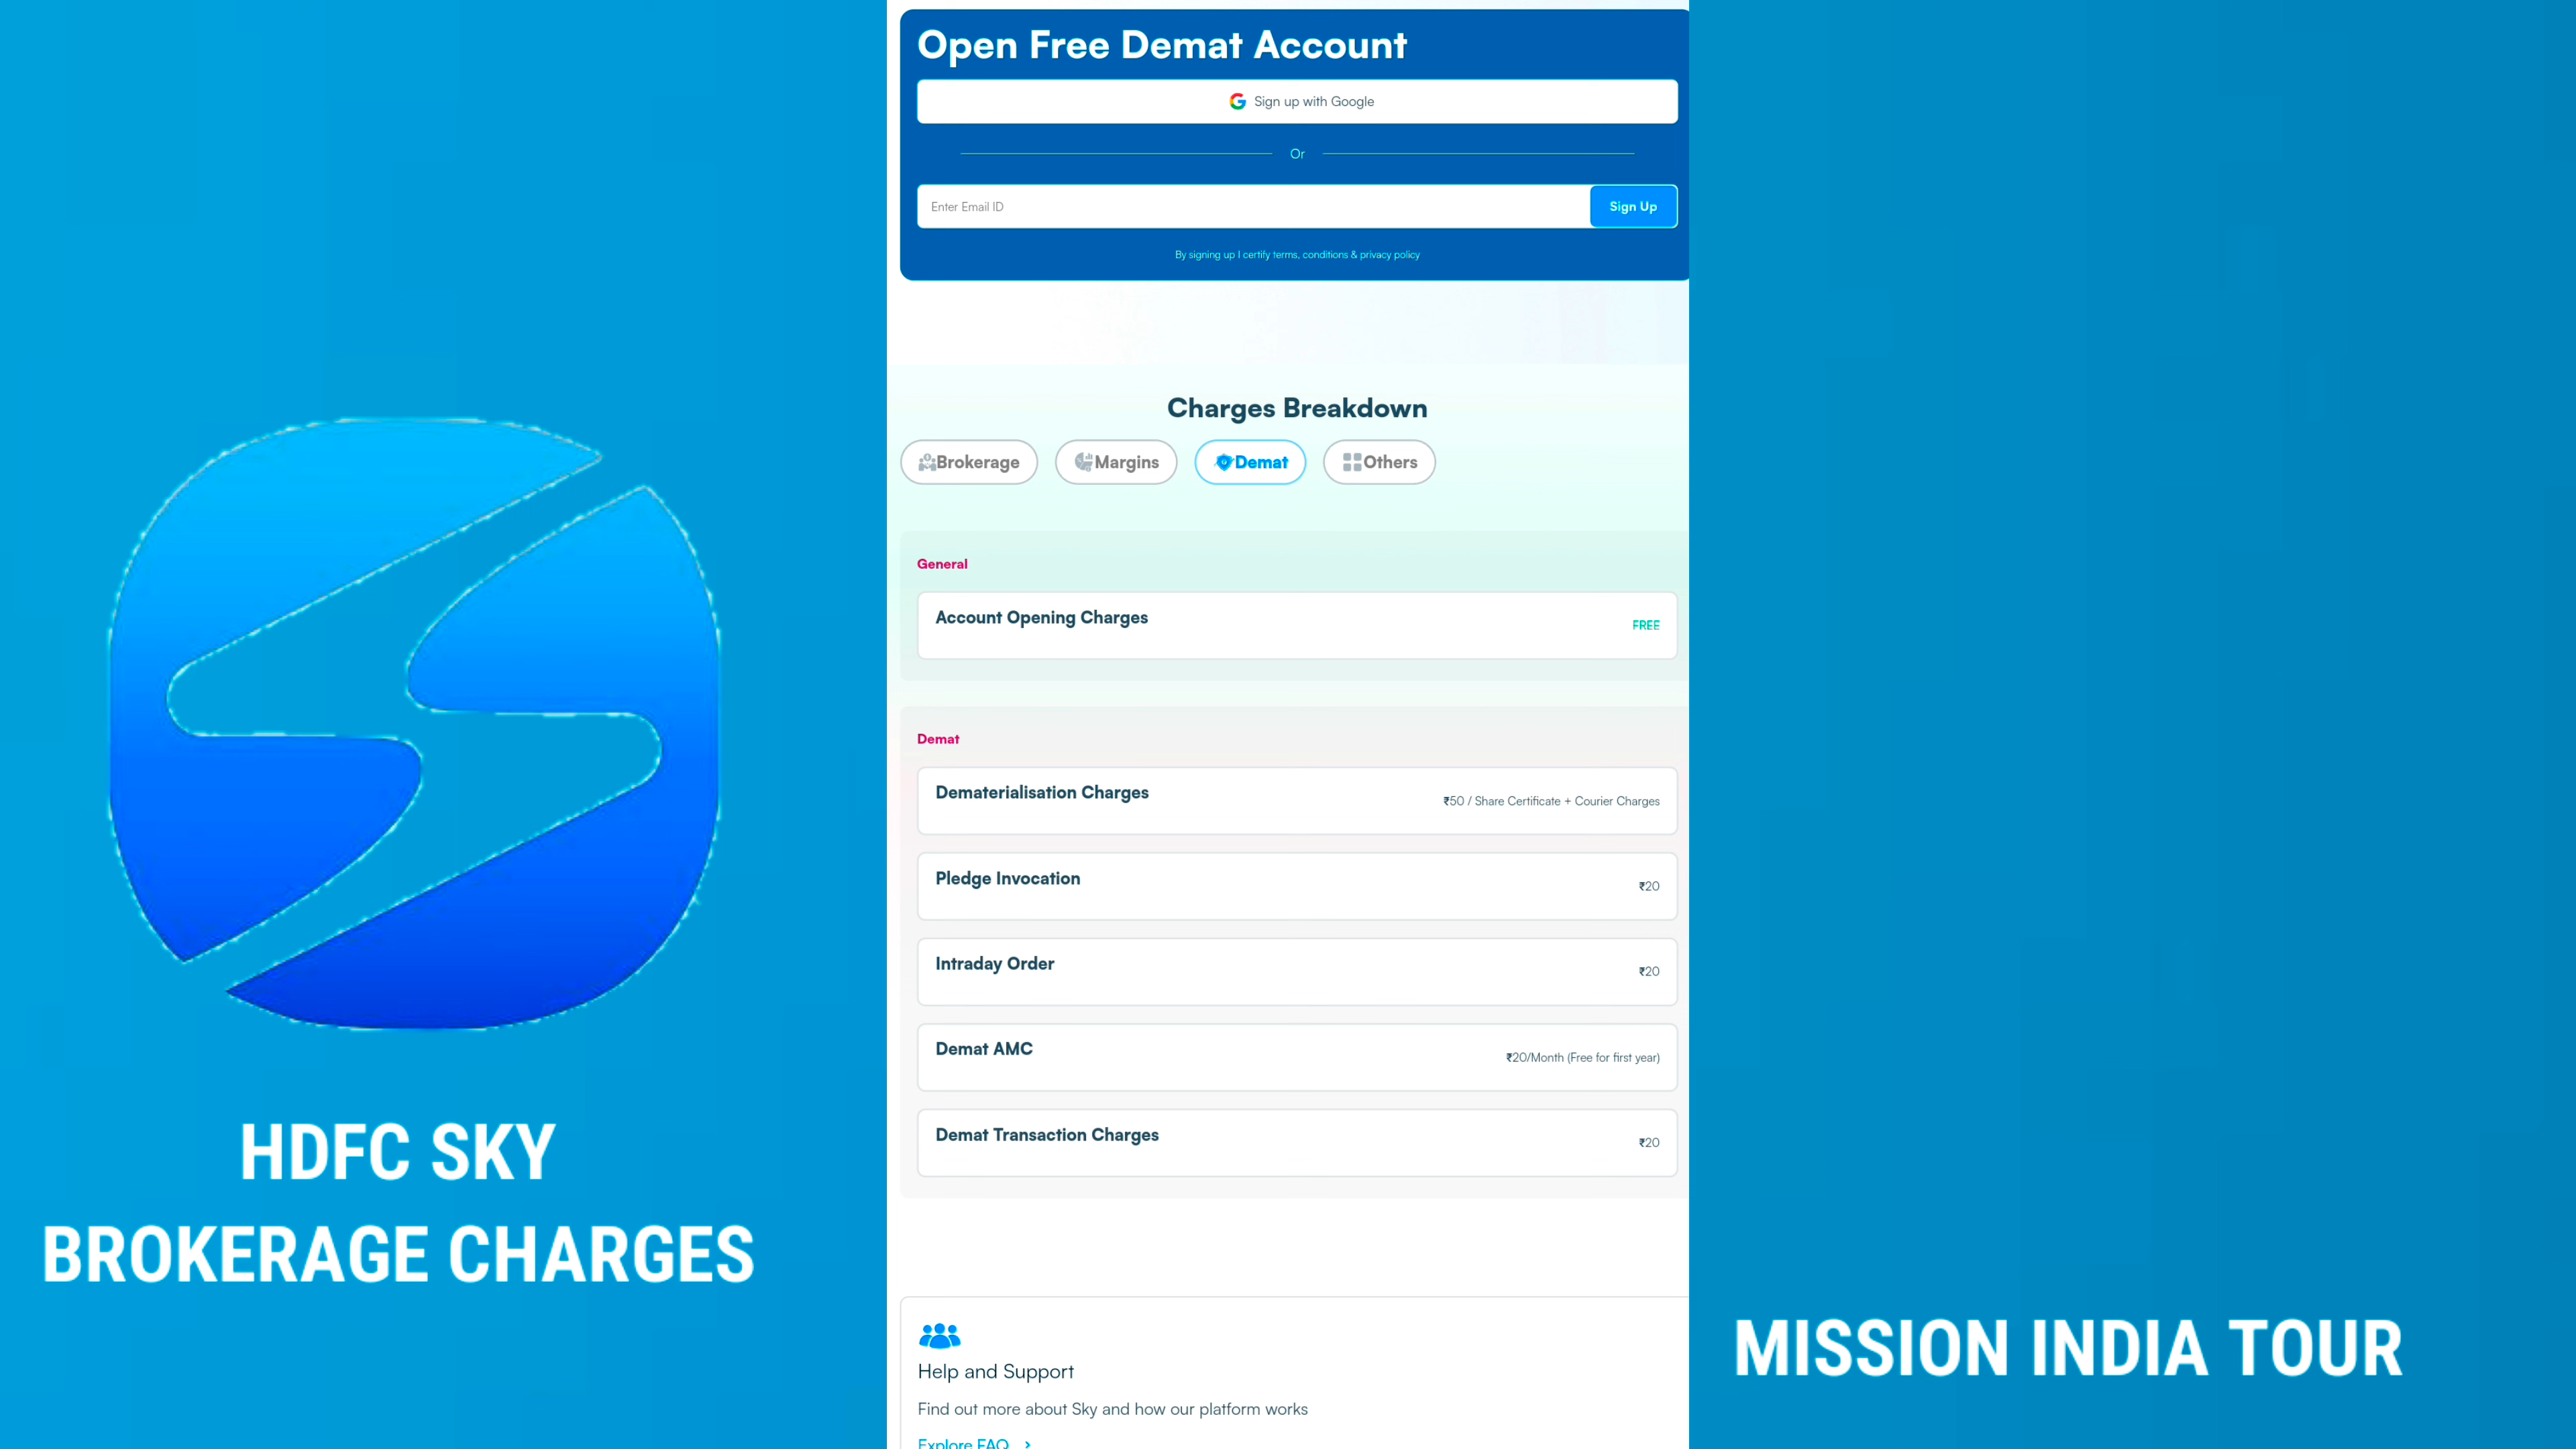 HDFC SKY
BROKERAGE CHARGES
Open Free Demat Account
Sign up with Google
Or
Enter Email ID
Sign Up
By signing up I certify terms, conditions & privacy policy
Charges Breakdown
Brokerage
Margins
Demat
Others
General
Account Opening Charges
FREE
Demat
Dematerialisation Charges
₹50 / Share Certificate + Courier Charges
Pledge Invocation
₹20
Intraday Order
₹20
Demat AMC
₹20/Month (Free for first year)
Demat Transaction Charges
₹20
Help and Support
Find out more about Sky and how our platform works
Explore FAQ
MISSION INDIA TOUR